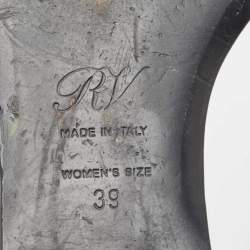 RV
MADE IN ITALY
WOMEN'S SIZE
39